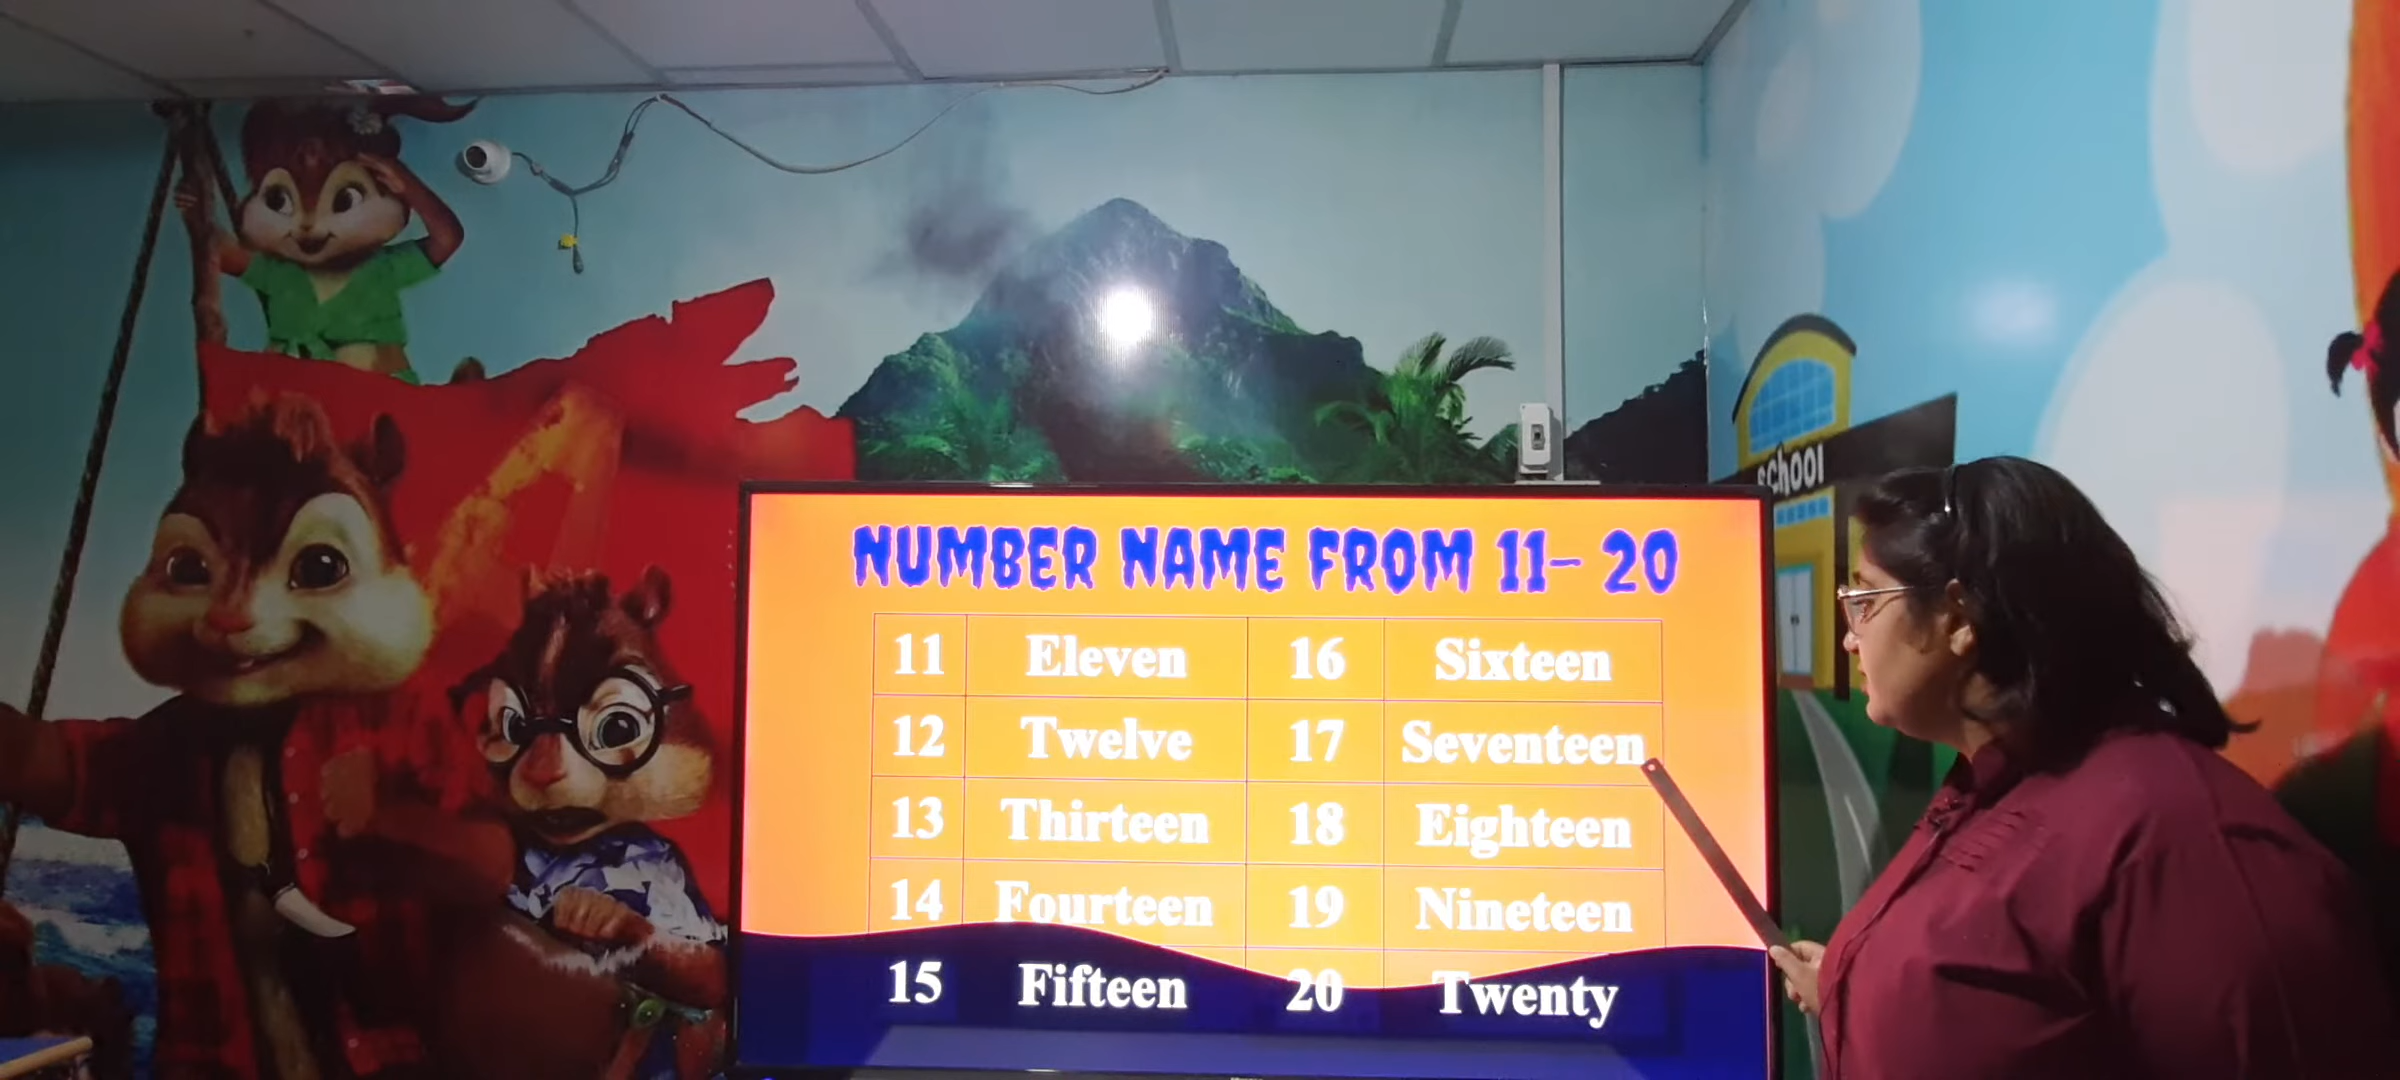 school
NUMBER NAME FROM 11- 20
11 Eleven 16 Sixteen
12 Twelve 17 Seventeen
13 Thirteen 18 Eighteen
14 Fourteen 19 Nineteen
15 Fifteen 20 Twenty